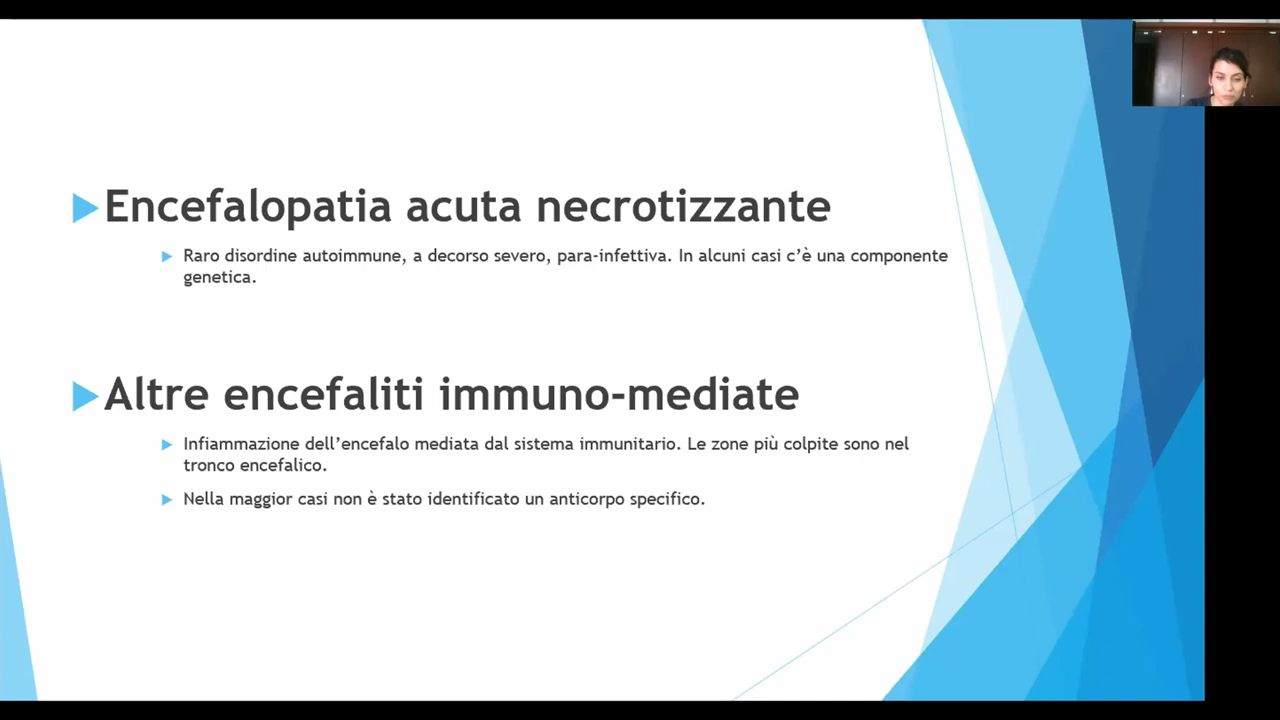 Encefalopatia acuta necrotizzante
Raro disordine autoimmune, a decorso severo, para-infettiva. In alcuni casi c’è una componente
genetica.
Altre encefaliti immuno-mediate
Infiammazione dell’encefalo mediata dal sistema immunitario. Le zone più colpite sono nel
tronco encefalico.
Nella maggior casi non è stato identificato un anticorpo specifico.